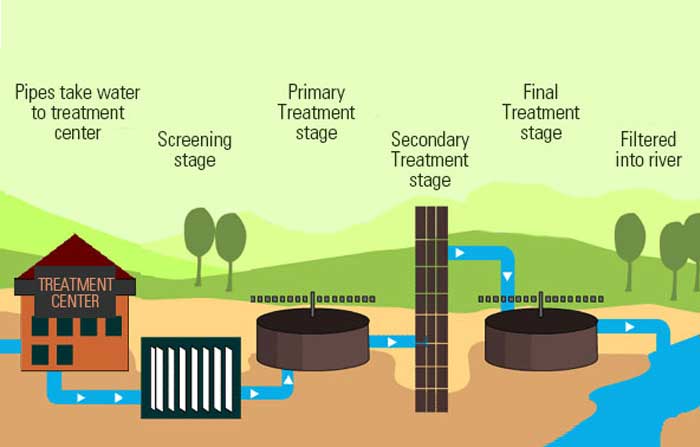 Pipes take water
to treatment
center
Screening
stage
Primary
Treatment
stage
Secondary
Treatment
stage
Final
Treatment
stage
Filtered
into river
TREATMENT
CENTER